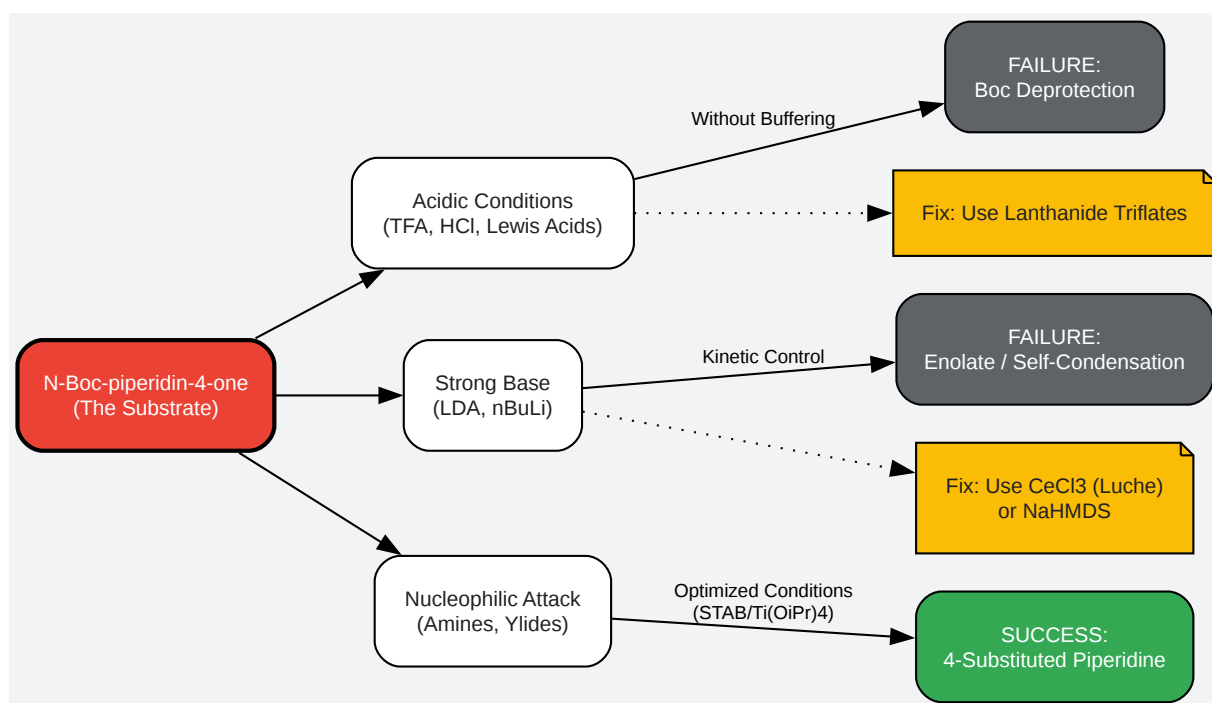 FAILURE:
Boc Deprotection
Without Buffering
Acidic Conditions
(TFA, HCl, Lewis Acids)
Fix: Use Lanthanide Triflates
N-Boc-piperidin-4-one
(The Substrate)
Strong Base
(LDA, nBuLi)
Kinetic Control
FAILURE:
Enolate / Self-Condensation
Fix: Use CeCl3 (Luche)
or NaHMDS
Nucleophilic Attack
(Amines, Ylides)
Optimized Conditions
(STAB/Ti(OiPr)4)
SUCCESS:
4-Substituted Piperidine